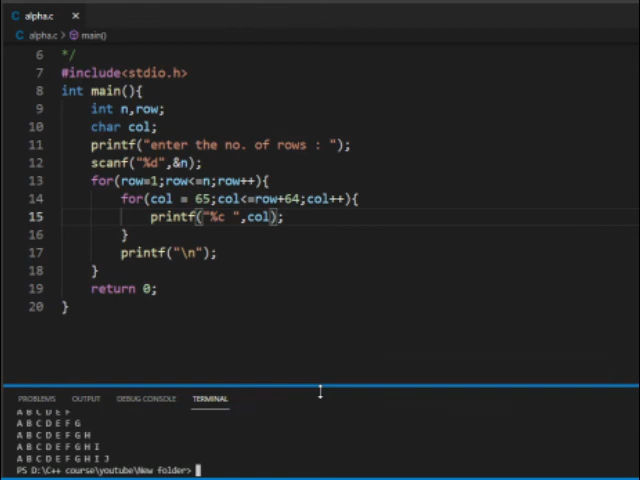 alpha.c
alpha.c > main()
6 */
7 #include<stdio.h>
8 int main(){
9 int n,row;
10 char col;
11 printf("enter the no. of rows : ");
12 scanf("%d",&n);
13 for(row=1;row<=n;row++){
14 for(col = 65;col<=row+64;col++){
15 printf("%c ",col);
16 }
17 printf("\n");
18 }
19 return 0;
20 }
PROBLEMS OUTPUT DEBUG CONSOLE TERMINAL
A B C D E F
A B C D E F G
A B C D E F G H
A B C D E F G H I
A B C D E F G H I J
PS D:\C++ course\youtube\New folder>